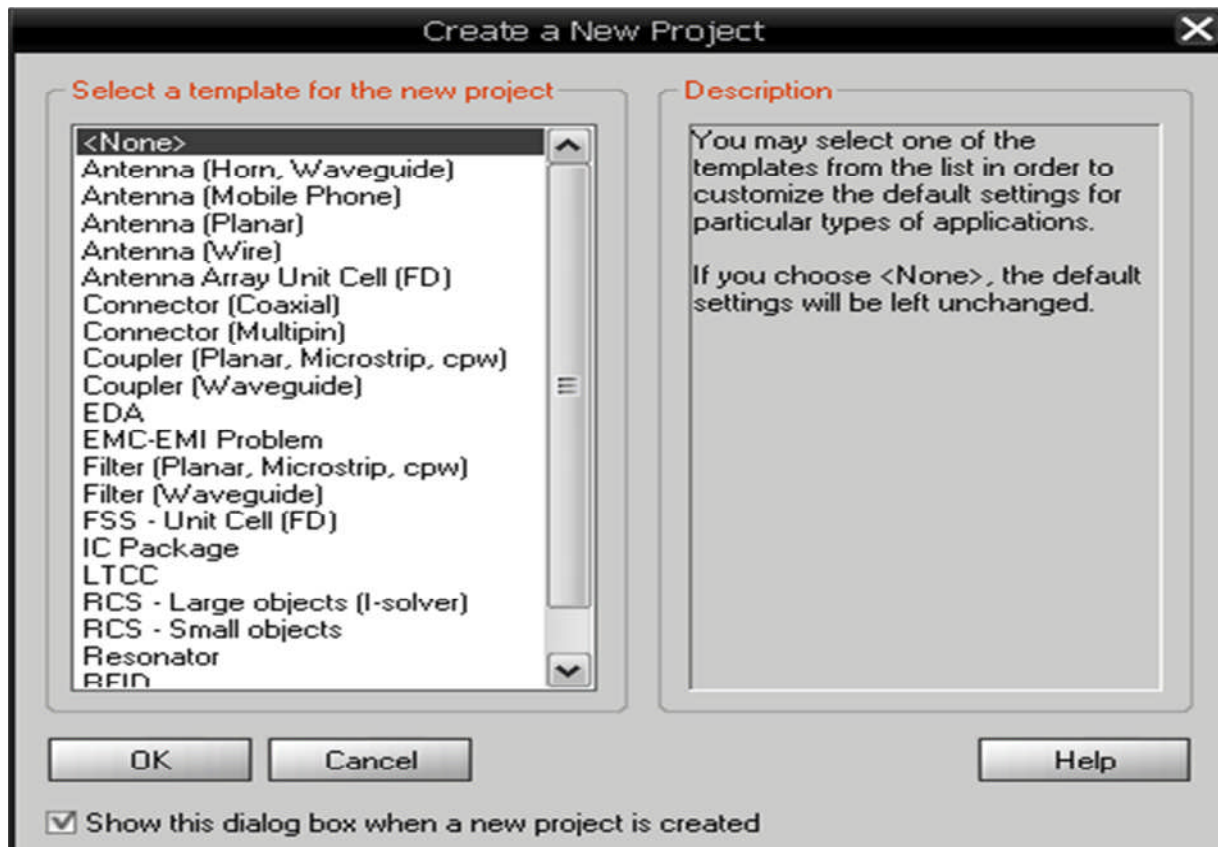 Create a New Project
Select a template for the new project
<None>
Antenna (Horn, Waveguide)
Antenna (Mobile Phone)
Antenna (Planar)
Antenna (Wire)
Antenna Array Unit Cell (FD)
Connector (Coaxial)
Connector (Multipin)
Coupler (Planar, Microstrip, cpw)
Coupler (Waveguide)
EDA
EMC-EMI Problem
Filter (Planar, Microstrip, cpw)
Filter (Waveguide)
FSS - Unit Cell (FD)
IC Package
LTCC
RCS - Large objects (I-solver)
RCS - Small objects
Resonator
RFID
Description
You may select one of the
templates from the list in order to
customize the default settings for
particular types of applications.
If you choose <None>, the default
settings will be left unchanged.
OK
Cancel
Help
Show this dialog box when a new project is created